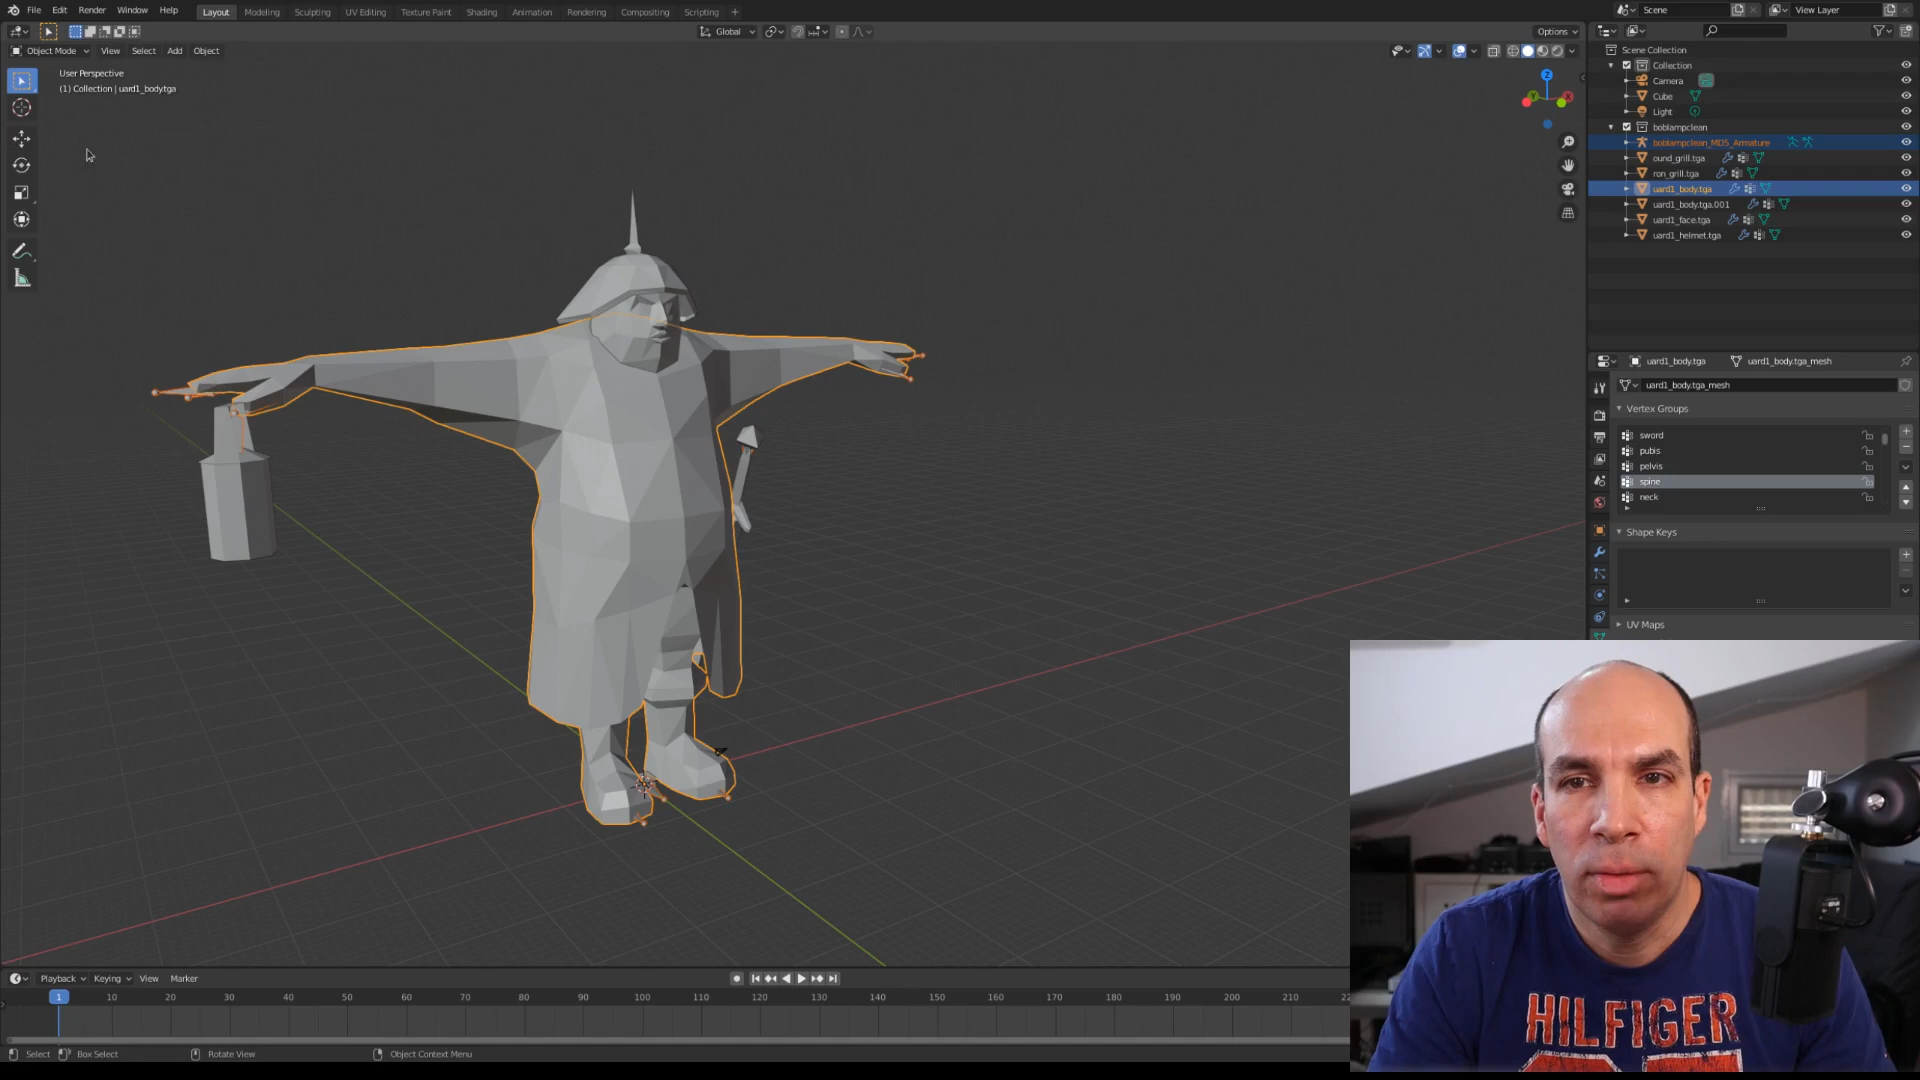 File Edit Render Window Help Layout Modeling Sculpting UV Editing Texture Paint Shading Animation Rendering Compositing Scripting + Scene View Layer
Global Options
Object Mode View Select Add Object
User Perspective
(1) Collection | uard1_body.tga
Z
Y
X
Scene Collection
Collection
Camera
Cube
Light
boblampclean
boblampclean_MD5_Armature
ound_grill.tga
ron_grill.tga
uard1_body.tga
uard1_body.tga.001
uard1_face.tga
uard1_helmet.tga
uard1_body.tga uard1_body.tga_mesh
uard1_body.tga_mesh
Vertex Groups
sword
pubis
pelvis
spine
neck
Shape Keys
UV Maps
HILFIGER
Playback Keying View Marker
1 10 20 30 40 50 60 70 80 90 100 110 120 130 140 150 160 170 180 190 200 210
Select Box Select Rotate View Object Context Menu